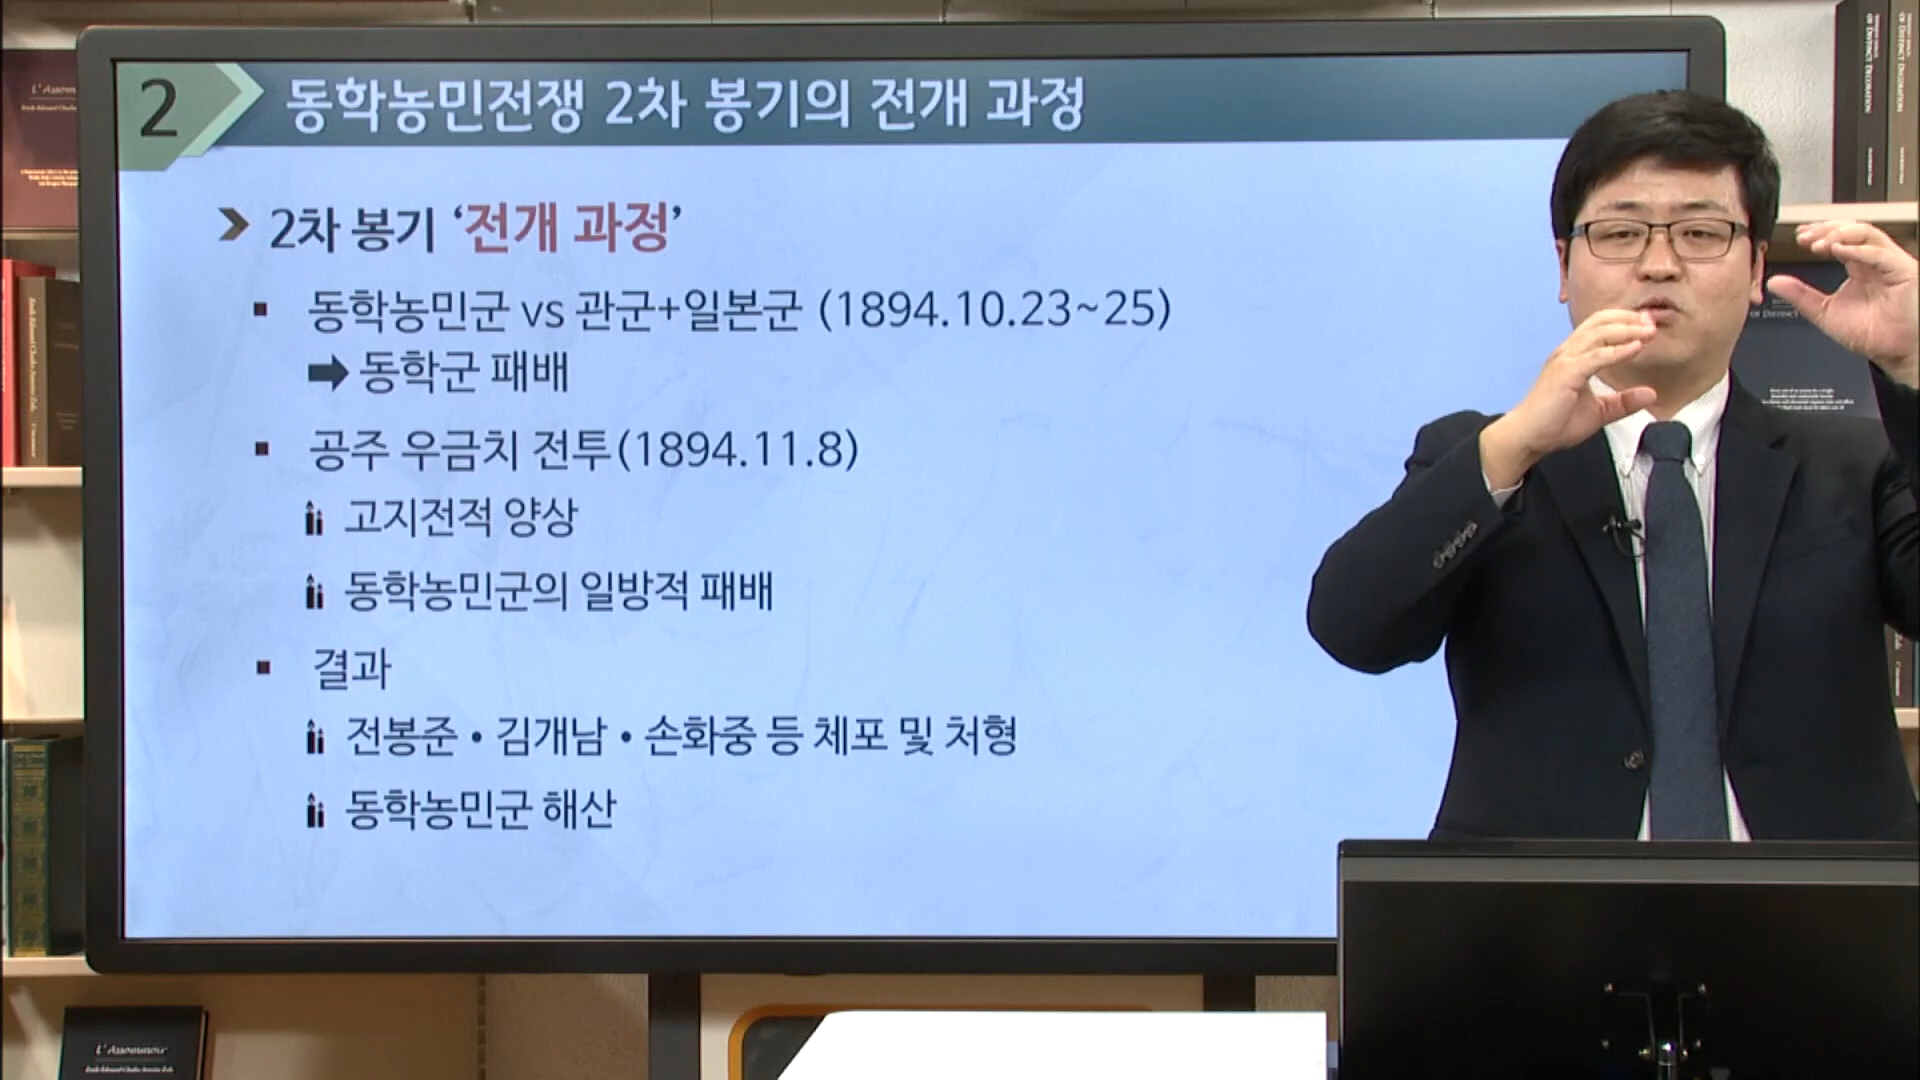 2
동학농민전쟁 2차 봉기의 전개 과정
2차 봉기 ‘전개 과정’
동학농민군 vs 관군+일본군 (1894.10.23~25)
➡ 동학군 패배
공주 우금치 전투(1894.11.8)
고지전적 양상
동학농민군의 일방적 패배
결과
전봉준•김개남•손화중 등 체포 및 처형
동학농민군 해산
L'Assommoir